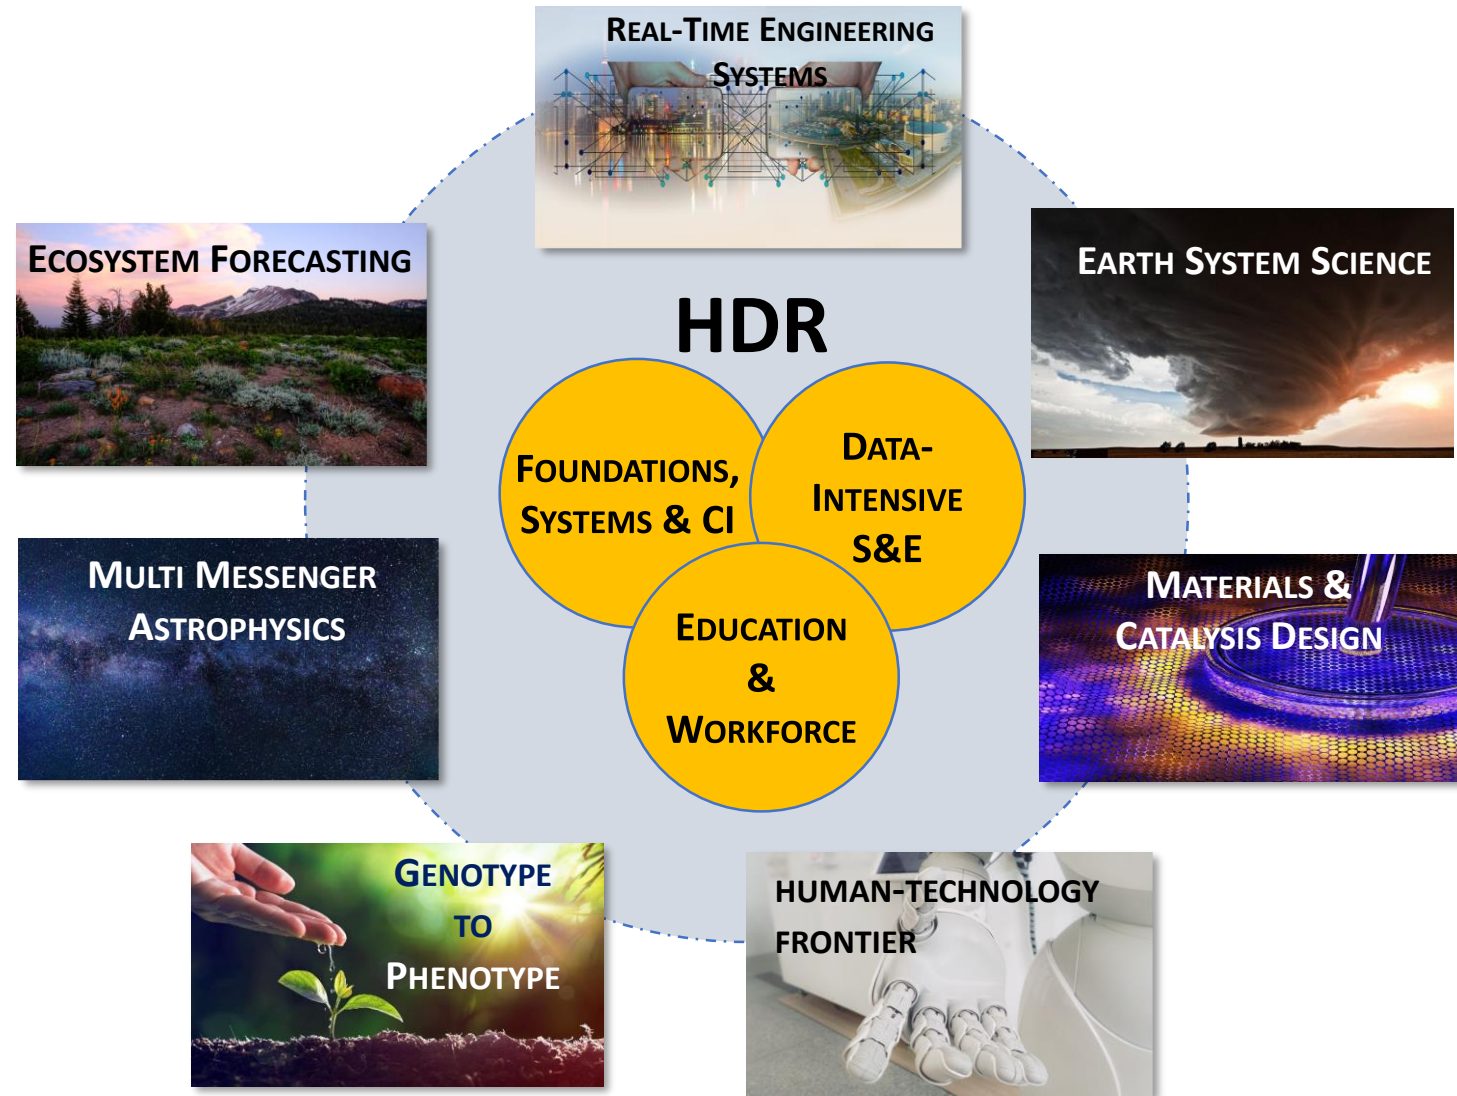 Real-Time Engineering
Systems
Ecosystem Forecasting
Earth System Science
HDR
Foundations,
Systems & CI
Data-
Intensive
S&E
Multi Messenger
Astrophysics
Materials &
Catalysis Design
Education
&
Workforce
Genotype
to
Phenotype
human-technology
frontier